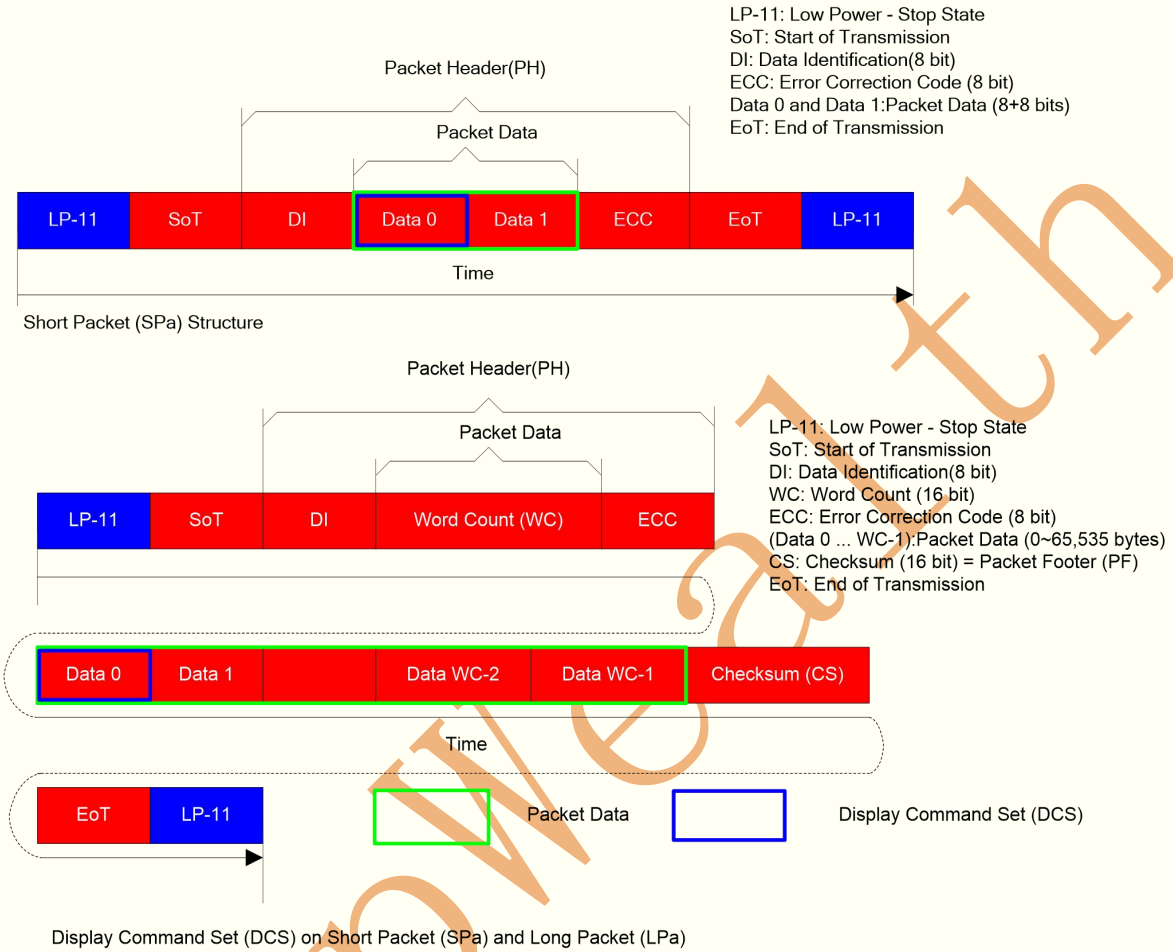 LP-11: Low Power - Stop State
SoT: Start of Transmission
DI: Data Identification(8 bit)
ECC: Error Correction Code (8 bit)
Data 0 and Data 1:Packet Data (8+8 bits)
EoT: End of Transmission
Packet Header(PH)
Packet Data
LP-11 SoT DI Data 0 Data 1 ECC EoT LP-11
Time
Short Packet (SPa) Structure
Packet Header(PH)
Packet Data
LP-11: Low Power - Stop State
SoT: Start of Transmission
DI: Data Identification(8 bit)
WC: Word Count (16 bit)
ECC: Error Correction Code (8 bit)
(Data 0 ... WC-1):Packet Data (0~65,535 bytes)
CS: Checksum (16 bit) = Packet Footer (PF)
EoT: End of Transmission
LP-11 SoT DI Word Count (WC) ECC
Data 0 Data 1 Data WC-2 Data WC-1 Checksum (CS)
Time
EoT LP-11 Packet Data Display Command Set (DCS)
Display Command Set (DCS) on Short Packet (SPa) and Long Packet (LPa)
wealth